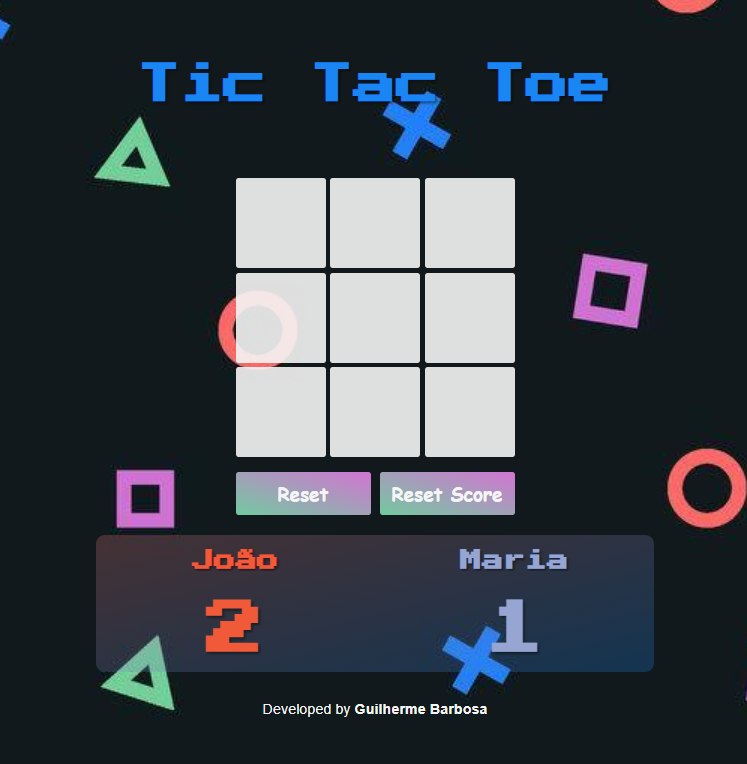 Tic Tac Toe
Reset Reset Score
João Maria
2 1
Developed by Guilherme Barbosa